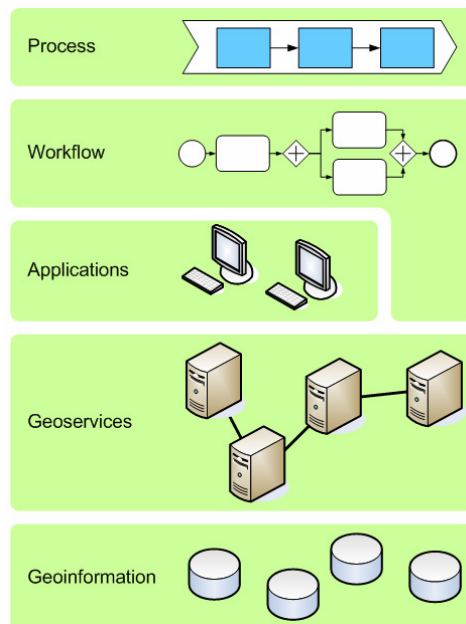 Process
Workflow
Applications
Geoservices
Geoinformation